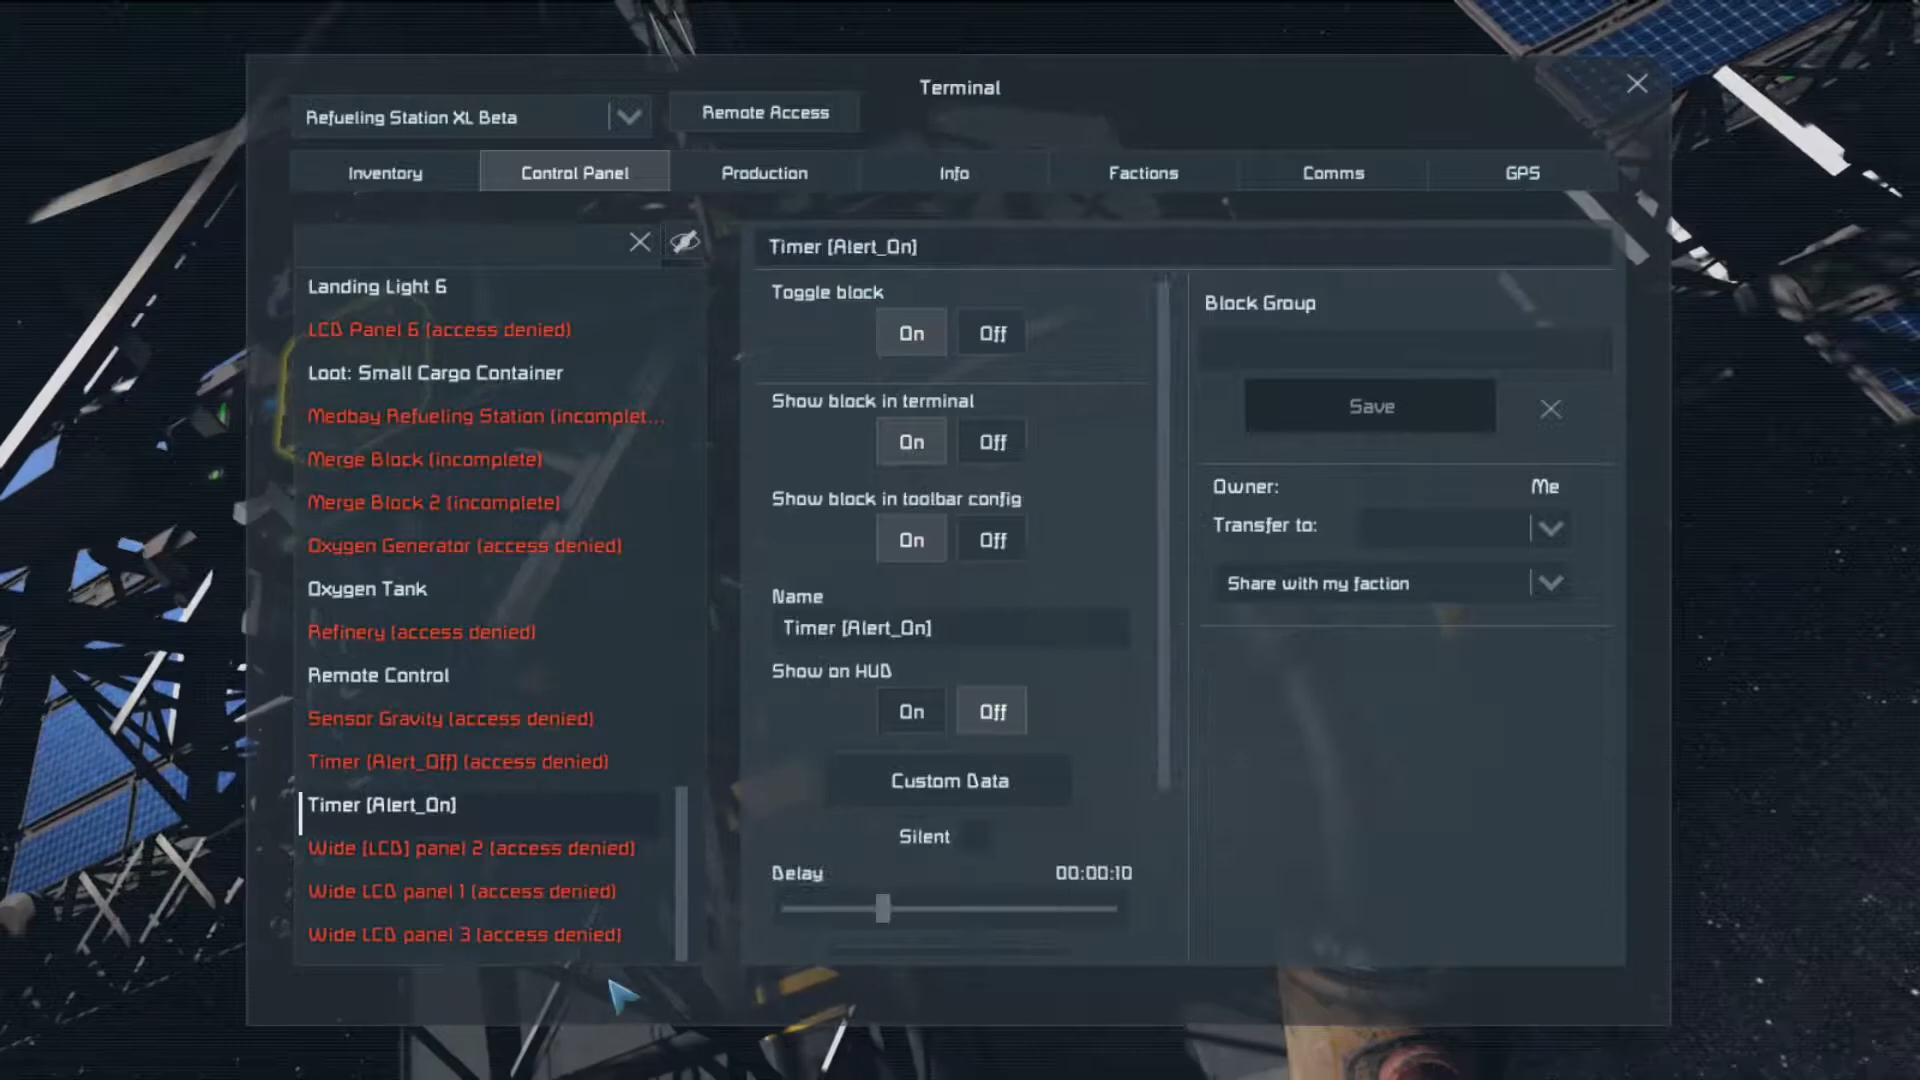 Terminal
Refueling Station XL Beta
Remote Access
Inventory
Control Panel
Production
Info
Factions
Comms
GPS
Landing Light 6
LCD Panel 6 (access denied)
Loot: Small Cargo Container
Medbay Refueling Station (incomplet...
Merge Block (incomplete)
Merge Block 2 (incomplete)
Oxygen Generator (access denied)
Oxygen Tank
Refinery (access denied)
Remote Control
Sensor Gravity (access denied)
Timer [Alert_Off] (access denied)
Timer [Alert_On]
Wide [LCD] panel 2 (access denied)
Wide LCD panel 1 (access denied)
Wide LCD panel 3 (access denied)
Timer [Alert_On]
Toggle block
On
Off
Show block in terminal
On
Off
Show block in toolbar config
On
Off
Name
Timer [Alert_On]
Show on HUD
On
Off
Custom Data
Silent
Delay
00:00:10
Block Group
Save
Owner:
Me
Transfer to:
Share with my faction